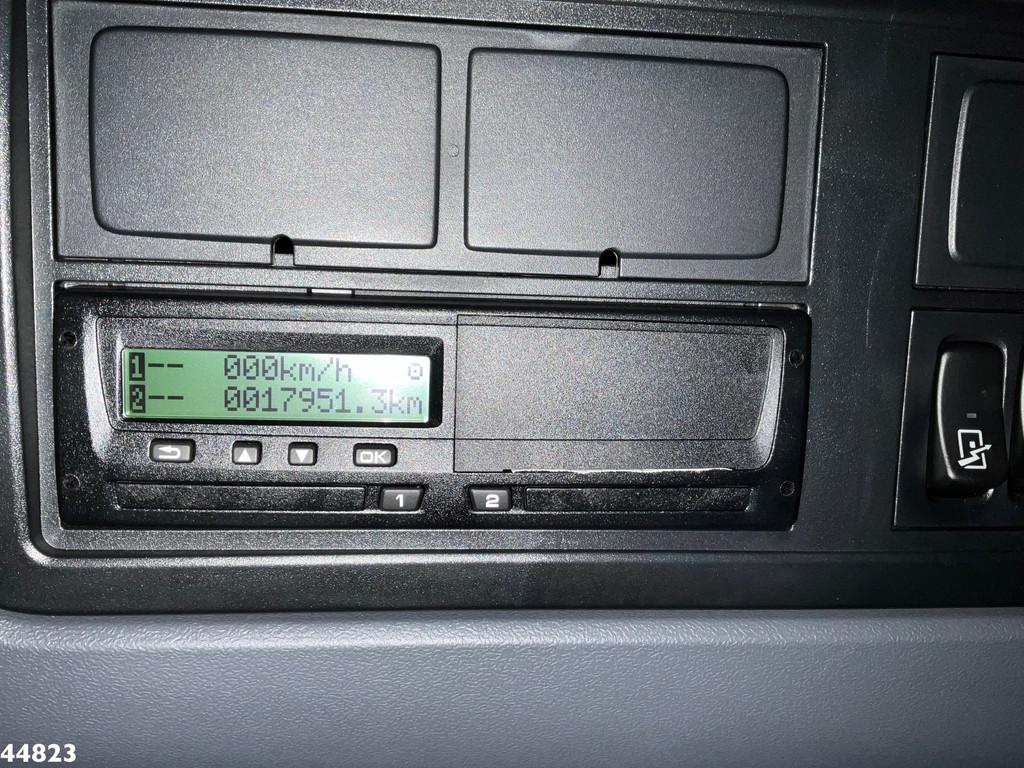 1-- 000km/h o
2-- 0017951.3km
OK
1 2
44823